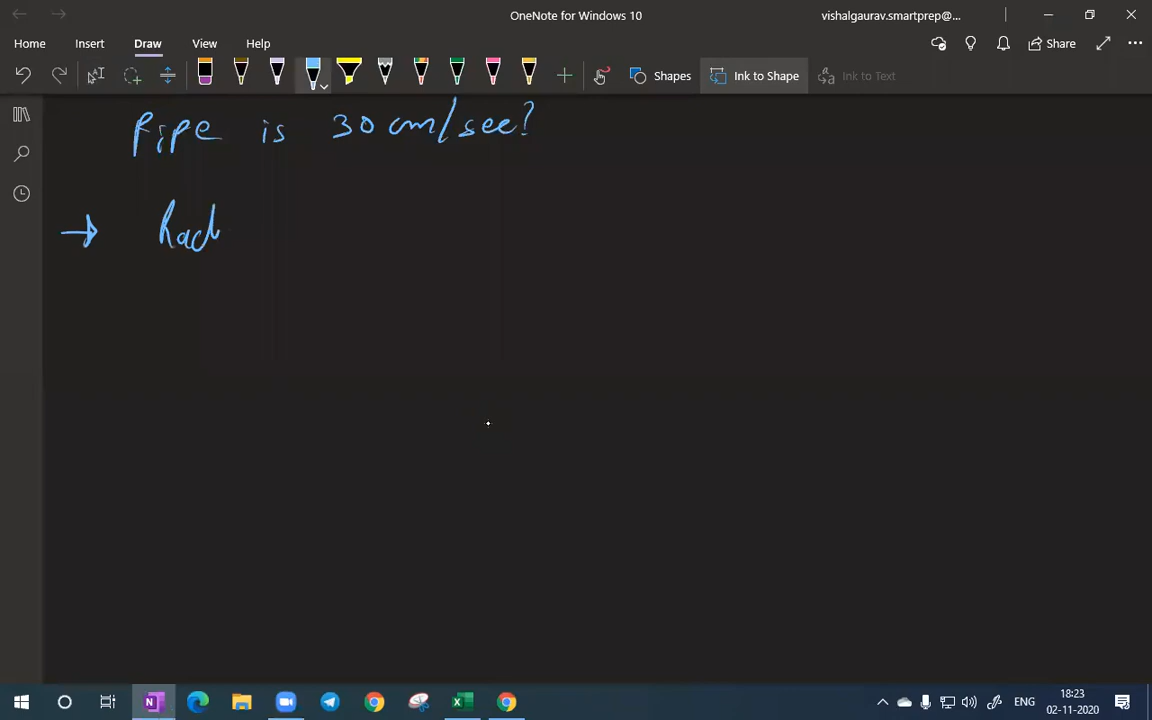 OneNote for Windows 10
vishalgaurav.smartprep@...
Home Insert Draw View Help
Share
Shapes
Ink to Shape
Ink to Text
Pipe is 30 cm/sec?
→ Rad
ENG
18:23
02-11-2020